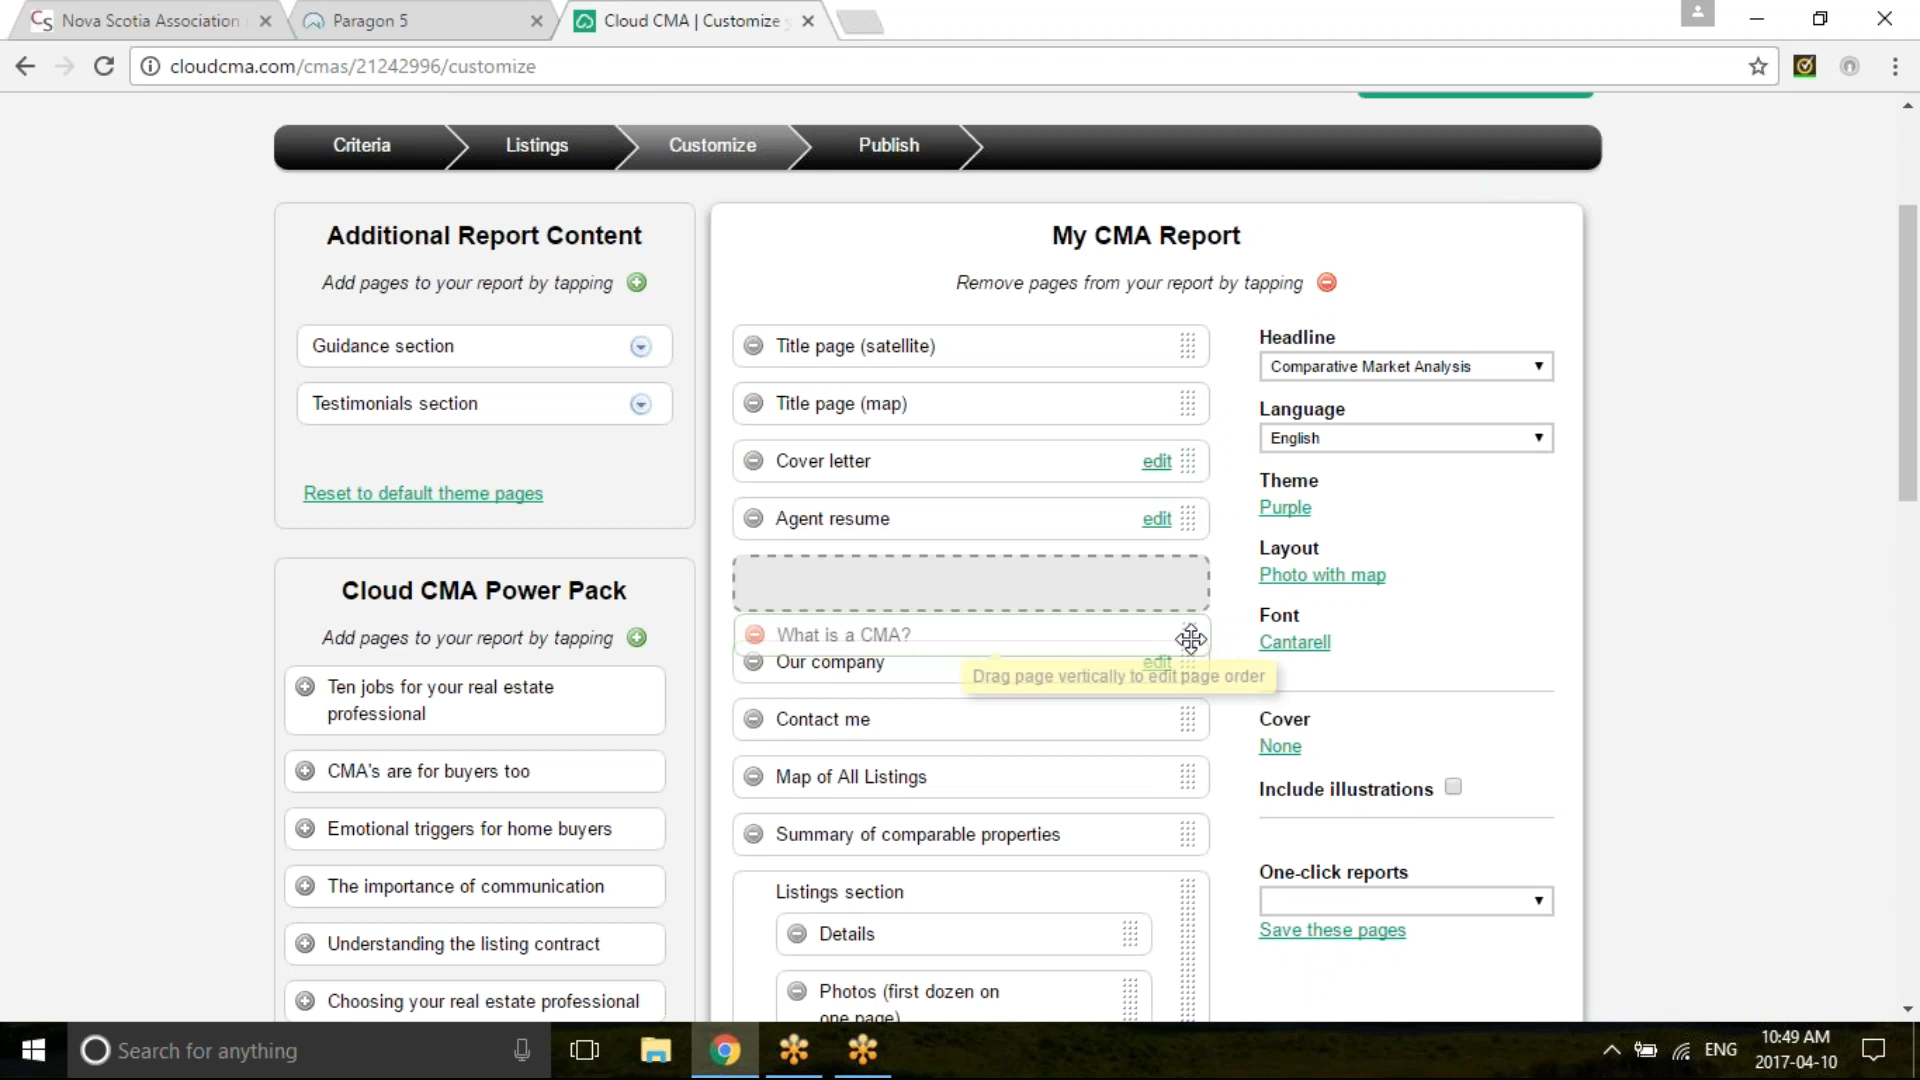 Nova Scotia Association
Paragon 5
Cloud CMA | Customize
cloudcma.com/cmas/21242996/customize
Criteria
Listings
Customize
Publish
Additional Report Content
Add pages to your report by tapping
Guidance section
Testimonials section
Reset to default theme pages
Cloud CMA Power Pack
Add pages to your report by tapping
Ten jobs for your real estate
professional
CMA's are for buyers too
Emotional triggers for home buyers
The importance of communication
Understanding the listing contract
Choosing your real estate professional
My CMA Report
Remove pages from your report by tapping
Title page (satellite)
Title page (map)
Cover letter edit
Agent resume edit
What is a CMA?
Our company edit
Drag page vertically to edit page order
Contact me
Map of All Listings
Summary of comparable properties
Listings section
Details
Photos (first dozen on
one page)
Headline
Comparative Market Analysis
Language
English
Theme
Purple
Layout
Photo with map
Font
Cantarell
Cover
None
Include illustrations
One-click reports
Save these pages
Search for anything
ENG
10:49 AM
2017-04-10